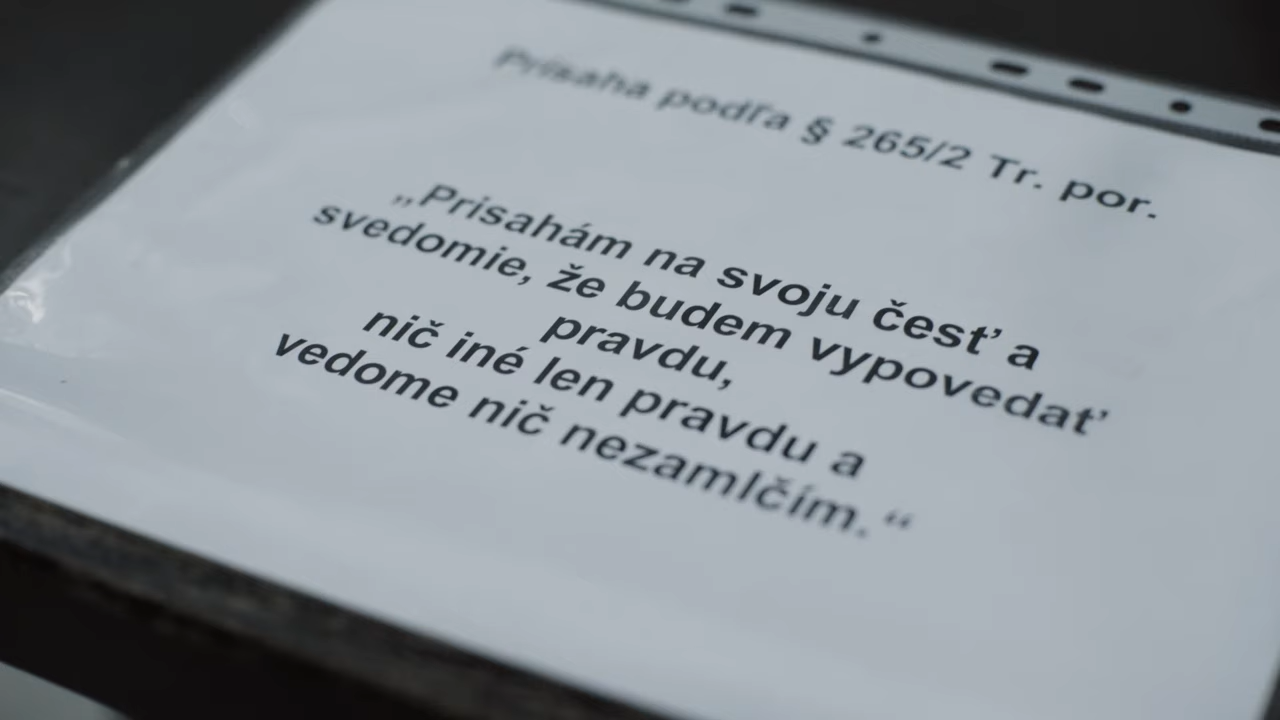 Prisaha podľa § 265/2 Tr. por.
„Prisahám na svoju česť a
svedomie, že budem vypovedať
pravdu,
nič iné len pravdu a
vedome nič nezamlčím.“